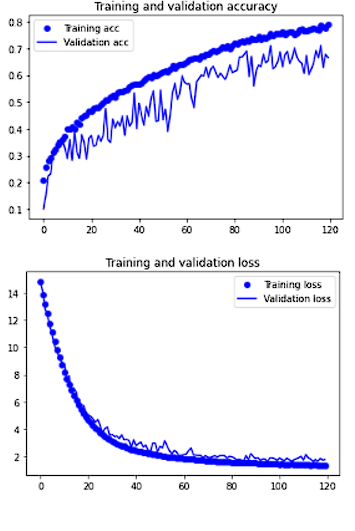 Training and validation accuracy
0.8
Training acc
Validation acc
0.7
0.6
0.5
0.4
0.3
0.2
0.1
0 20 40 60 80 100 120
Training and validation loss
Training loss
14
Validation loss
12
10
8
6
4
2
0 20 40 60 80 100 120